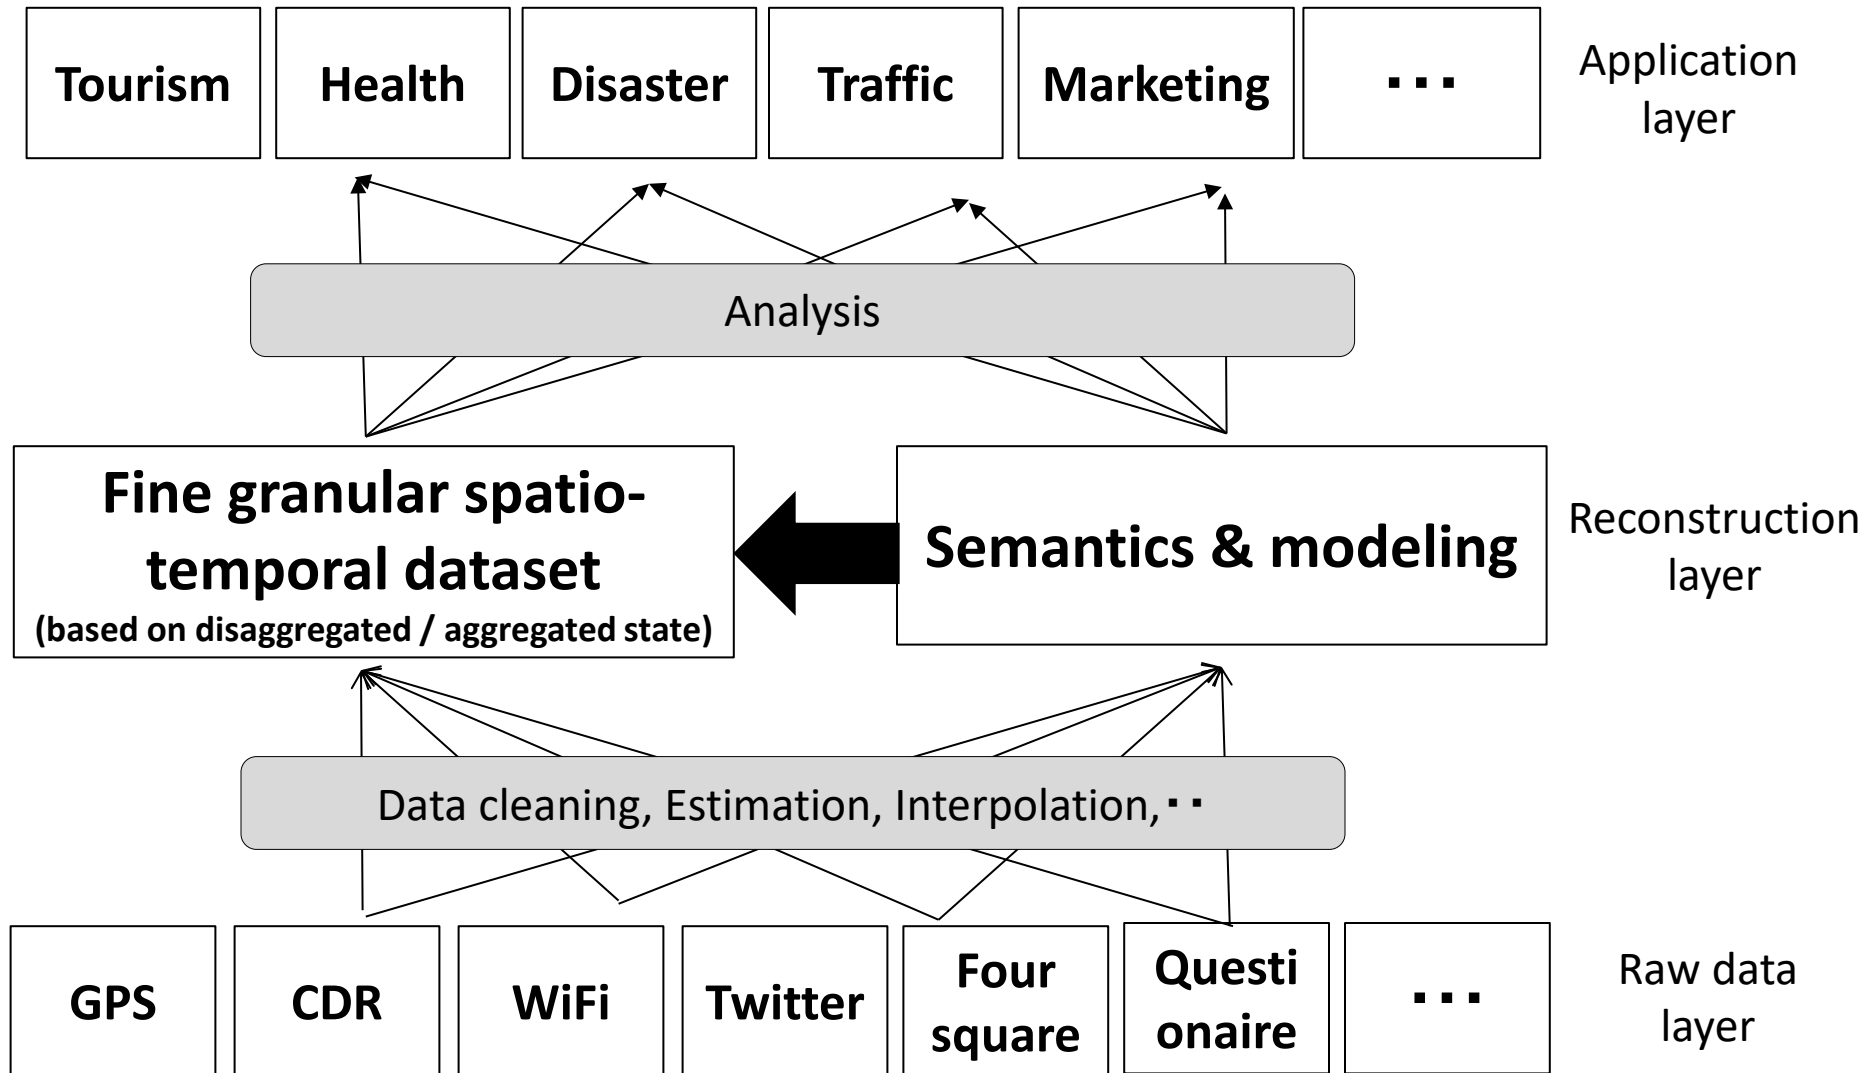 Tourism
Health
Disaster
Traffic
Marketing
･･･
Application
layer
Analysis
Fine granular spatio-
temporal dataset
(based on disaggregated / aggregated state)
Semantics & modeling
Reconstruction
layer
Data cleaning, Estimation, Interpolation,･･
GPS
CDR
WiFi
Twitter
Four
square
Questi
onaire
･･･
Raw data
layer